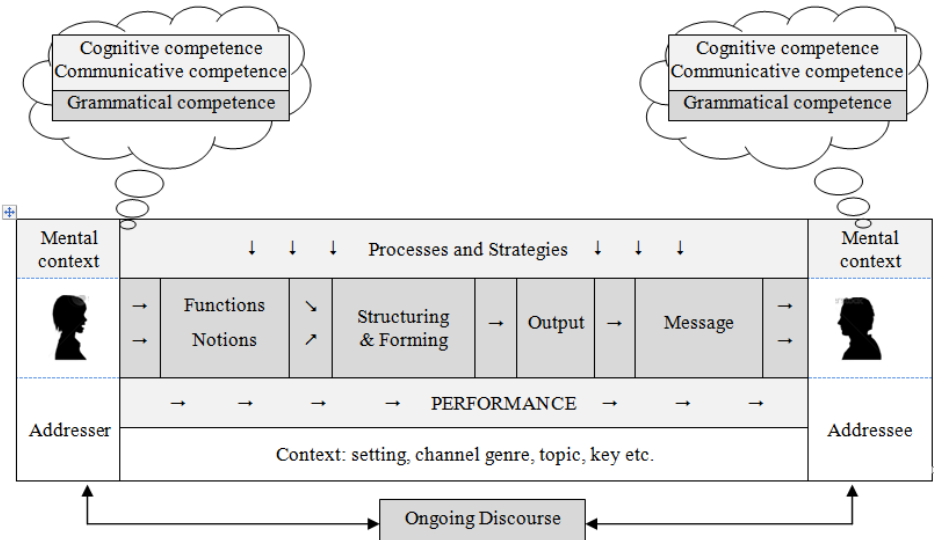 Cognitive competence
Communicative competence
Grammatical competence
Cognitive competence
Communicative competence
Grammatical competence
Mental
context
↓ ↓ ↓ Processes and Strategies ↓ ↓ ↓
Mental
context
→ Functions ↘
→ Notions ↗
Structuring
& Forming
→ Output → Message →
→
Addresser
→ → → → PERFORMANCE → → →
Addressee
Context: setting, channel genre, topic, key etc.
Ongoing Discourse